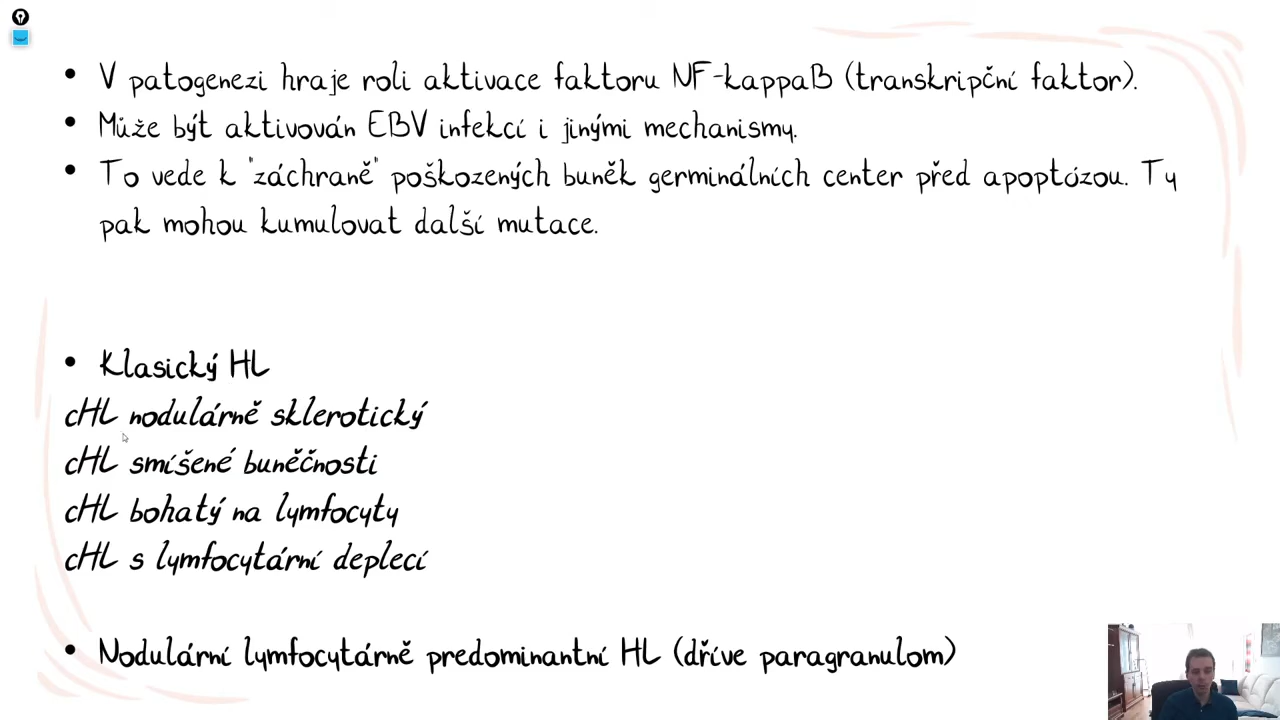 • V patogenezi hraje roli aktivace faktoru NF-kappaB (transkripční faktor).
• Může být aktivován EBV infekcí i jinými mechanismy.
• To vede k "záchraně" poškozených buněk germinálních center před apoptózou. Ty
pak mohou kumulovat další mutace.
• Klasický HL
cHL nodulárně sklerotický
cHL smíšené buněčnosti
cHL bohatý na lymfocyty
cHL s lymfocytární deplecí
• Nodulární lymfocytárně predominantní HL (dříve paragranulom)